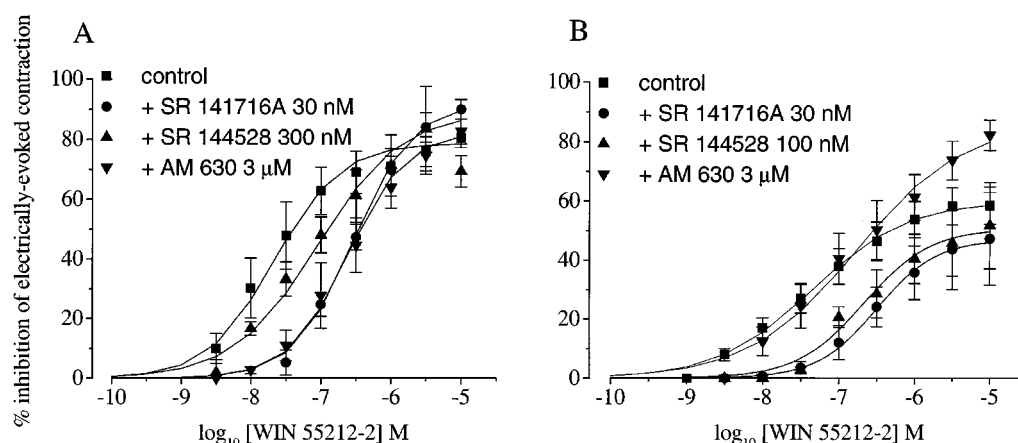 A
control
+ SR 141716A 30 nM
+ SR 144528 300 nM
+ AM 630 3 µM
% inhibition of electrically-evoked contraction
100
80
60
40
20
0
-10 -9 -8 -7 -6 -5
log₁₀ [WIN 55212-2] M
B
control
+ SR 141716A 30 nM
+ SR 144528 100 nM
+ AM 630 3 µM
100
80
60
40
20
0
-10 -9 -8 -7 -6 -5
log₁₀ [WIN 55212-2] M